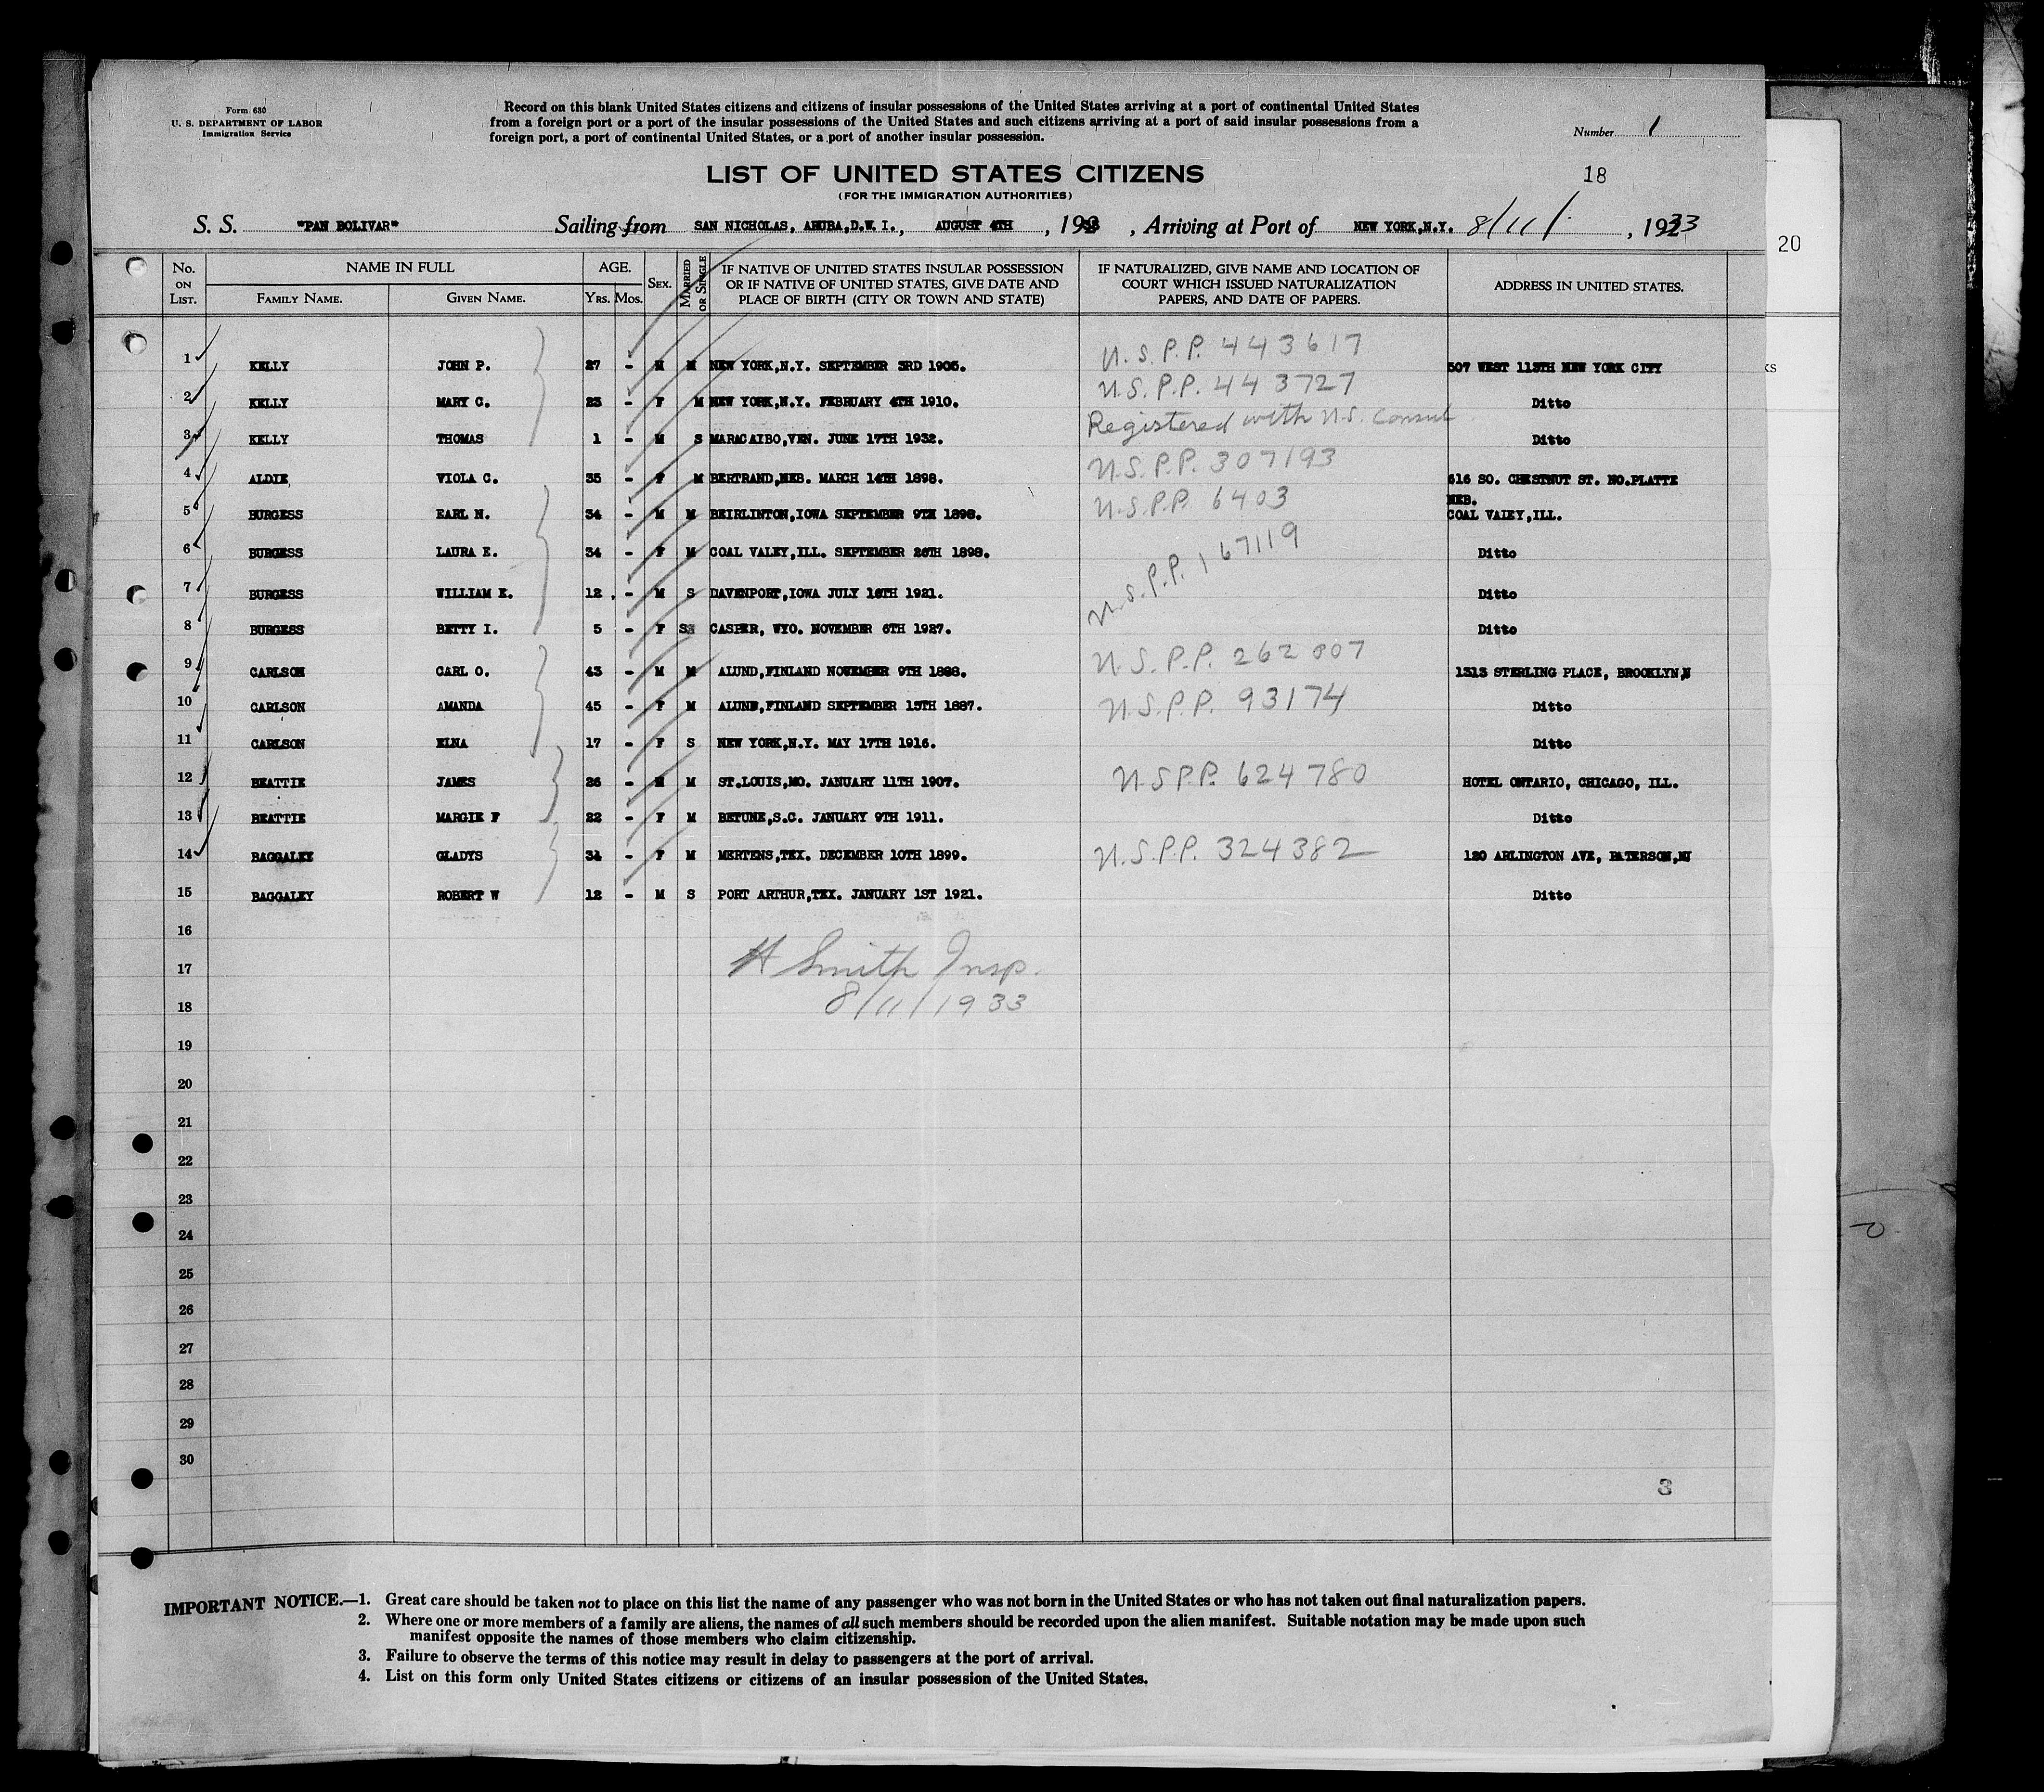 Form 630
U. S. DEPARTMENT OF LABOR
Immigration Service
Record on this blank United States citizens and citizens of insular possessions of the United States arriving at a port of continental United States
from a foreign port or a port of the insular possessions of the United States and such citizens arriving at a port of said insular possessions from a
foreign port, a port of continental United States, or a port of another insular possession.
Number 1
LIST OF UNITED STATES CITIZENS
(FOR THE IMMIGRATION AUTHORITIES)
18
S. S. "PAN BOLIVAR" Sailing from SAN NICHOLAS, ARUBA,D.W.I., AUGUST 4TH , 193 , Arriving at Port of NEW YORK,N.Y. 8/11/ , 1933
20
No. ON LIST. NAME IN FULL AGE. SEX. MARRIED OR SINGLE IF NATIVE OF UNITED STATES INSULAR POSSESSION OR IF NATIVE OF UNITED STATES, GIVE DATE AND PLACE OF BIRTH (CITY OR TOWN AND STATE) IF NATURALIZED, GIVE NAME AND LOCATION OF COURT WHICH ISSUED NATURALIZATION PAPERS, AND DATE OF PAPERS. ADDRESS IN UNITED STATES.
FAMILY NAME. GIVEN NAME. YRS. MOS.
1 KELLY JOHN P. 27 - M M NEW YORK,N.Y. SEPTEMBER 3RD 1905. U.S.P.P. 443617 507 WEST 113TH NEW YORK CITY
2 KELLY MARY C. 23 - F M NEW YORK,N.Y. FEBRUARY 4TH 1910. U.S.P.P. 443727 Ditto
3 KELLY THOMAS 1 - M S MARACAIBO,VEN. JUNE 17TH 1932. Registered with U.S. Consul Ditto
4 ALDIE, VIOLA C. 35 - F M BERTRAND,NEB. MARCH 14TH 1898. U.S.P.P. 307193 616 SO. CHESTNUT ST. NO.PLATTE
NEB.
5 BURGESS EARL N. 34 - M M BEIRLINTON,IOWA SEPTEMBER 9TH 1898. U.S.P.P. 6403 COAL VALEY,ILL.
6 BURGESS LAURA E. 34 - F M COAL VALEY,ILL. SEPTEMBER 26TH 1898. U.S.P.P. 167119 Ditto
7 BURGESS WILLIAM E. 12 - M S DAVENPORT,IOWA JULY 16TH 1921. Ditto
8 BURGESS BETTY I. 5 - F S CASPER, WYO. NOVEMBER 6TH 1927. Ditto
9 CARLSON CARL O. 43 - M M ALUND,FINLAND NOVEMBER 9TH 1888. U.S.P.P. 262007 1313 STERLING PLACE, BROOKLYN,N
10 CARLSON AMANDA 45 - F M ALUND,FINLAND SEPTEMBER 15TH 1887. U.S.P.P. 93174 Ditto
11 CARLSON ELNA 17 - F S NEW YORK,N.Y. MAY 17TH 1916. Ditto
12 BEATTIE JAMES 26 - M M ST.LOUIS,MO. JANUARY 11TH 1907. U.S.P.P. 624780 HOTEL ONTARIO, CHICAGO, ILL.
13 BEATTIE MARGIE F 22 - F M BETUNE,S.C. JANUARY 9TH 1911. Ditto
14 BAGGALEY GLADYS 34 - F M MERTENS,TEX. DECEMBER 10TH 1899. U.S.P.P. 324382 120 ARLINGTON AVE, PATERSON,NJ
15 BAGGALEY ROBERT W 12 - M S PORT ARTHUR,TEX. JANUARY 1ST 1921. Ditto
16
H Smith Insp.
17
8/11/1933
18
19
20
21
22
23
24
25
26
27
28
29
30
3
IMPORTANT NOTICE.—1. Great care should be taken not to place on this list the name of any passenger who was not born in the United States or who has not taken out final naturalization papers.
2. Where one or more members of a family are aliens, the names of all such members should be recorded upon the alien manifest. Suitable notation may be made upon such
manifest opposite the names of those members who claim citizenship.
3. Failure to observe the terms of this notice may result in delay to passengers at the port of arrival.
4. List on this form only United States citizens or citizens of an insular possession of the United States.